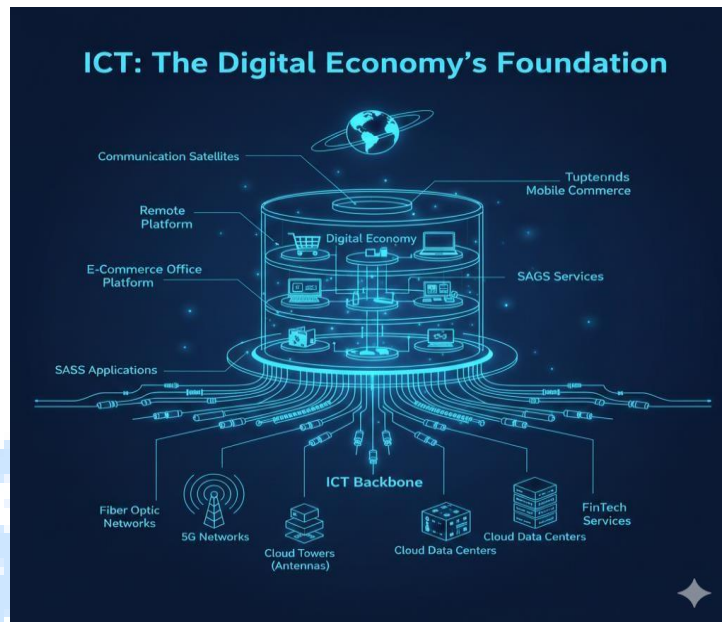 ICT: The Digital Economy's Foundation
Communication Satellites
Tuptennds
Mobile Commerce
Remote
Platform
Digital Economy
E-Commerce Office
Platform
SAGS Services
SASS Applications
ICT Backbone
Fiber Optic
Networks
5G Networks
Cloud Towers
(Antennas)
Cloud Data Centers
Cloud Data Centers
FinTech
Services